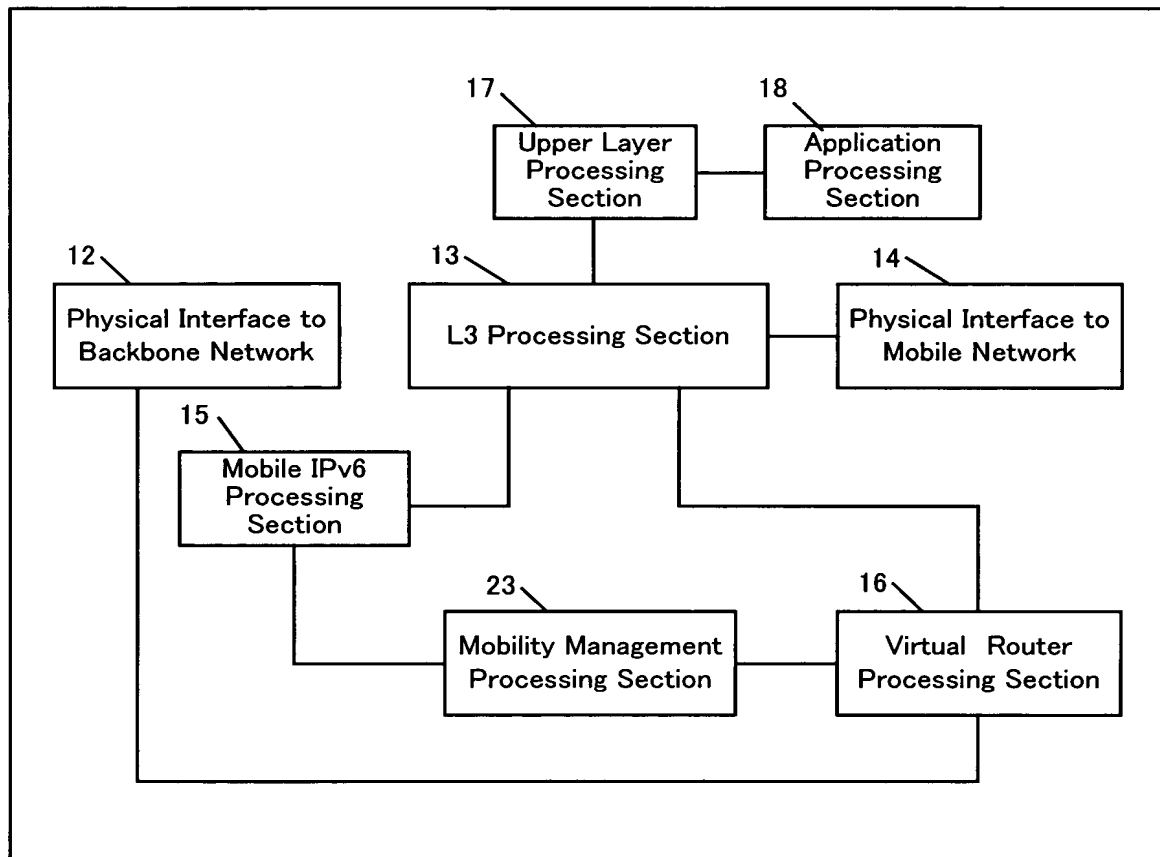 17
18
Upper Layer
Processing
Section
Application
Processing
Section
12
13
14
Physical Interface to
Backbone Network
L3 Processing Section
Physical Interface to
Mobile Network
15
Mobile IPv6
Processing
Section
23
16
Mobility Management
Processing Section
Virtual Router
Processing Section